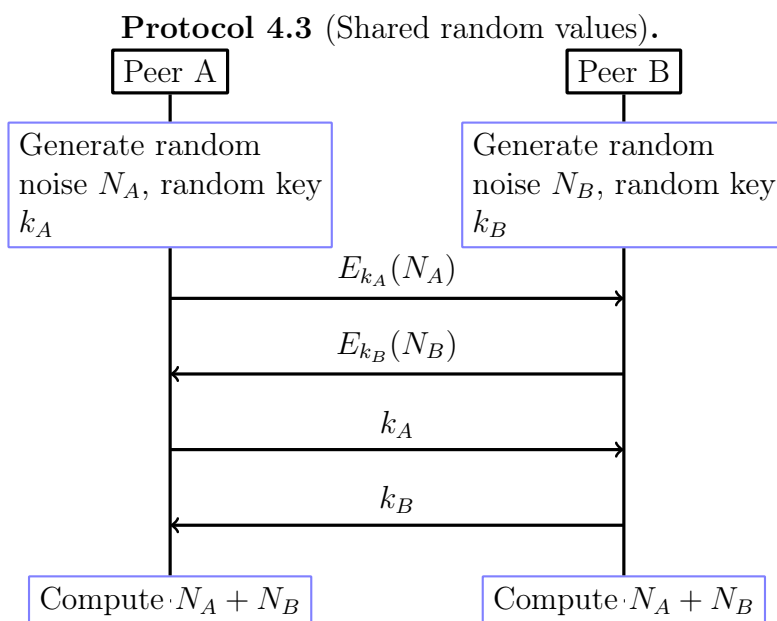 Protocol 4.3 (Shared random values).
Peer A
Peer B
Generate random
noise N_A, random key
k_A
Generate random
noise N_B, random key
k_B
E_{k_A}(N_A)
E_{k_B}(N_B)
k_A
k_B
Compute N_A + N_B
Compute N_A + N_B